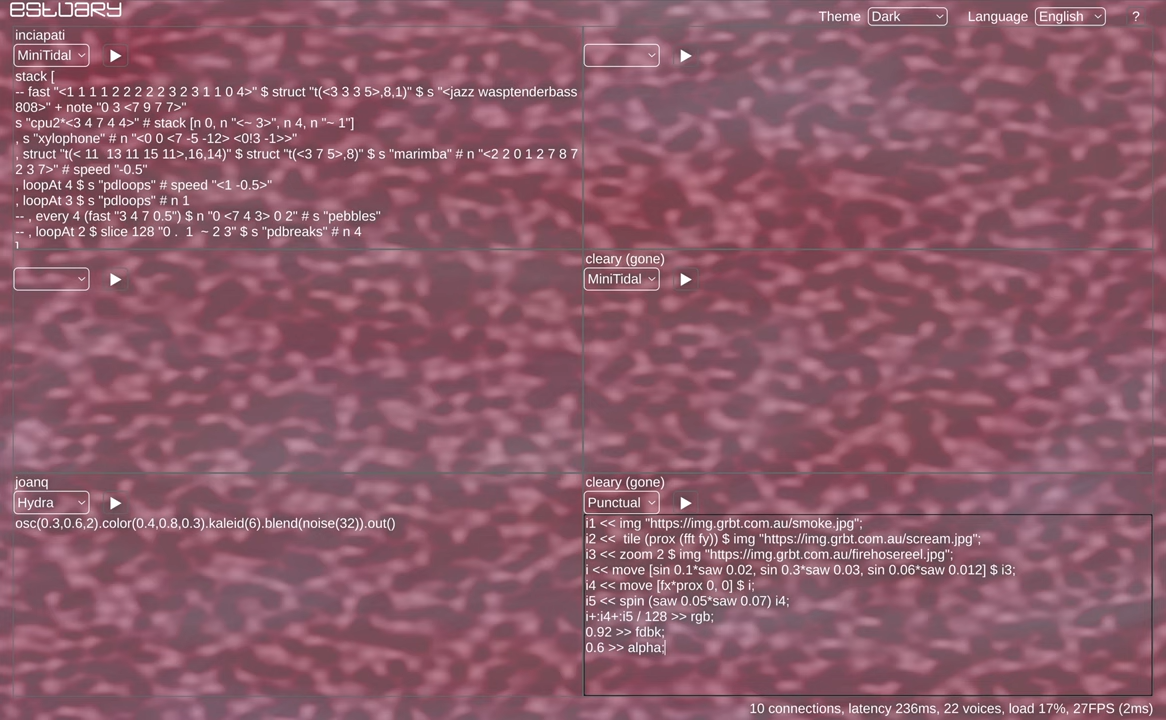 estuary
Theme Dark Language English ?
inciapati
MiniTidal
stack [
-- fast "<1 1 1 1 2 2 2 2 2 3 2 3 1 1 0 4>" $ struct "t(<3 3 3 5>,8,1)" $ s "<jazz wasptenderbass
808>" + note "0 3 <7 9 7 7>"
s "cpu2*<3 4 7 4 4>" # stack [n 0, n "<~ 3>", n 4, n "~ 1"]
, s "xylophone" # n "<0 0 <7 -5 -12> <0!3 -1>>"
, struct "t(< 11  13 11 15 11>,16,14)" $ struct "t(<3 7 5>,8)" $ s "marimba" # n "<2 2 0 1 2 7 8 7
2 3 7>" # speed "-0.5"
, loopAt 4 $ s "pdloops" # speed "<1 -0.5>"
, loopAt 3 $ s "pdloops" # n 1
-- , every 4 (fast "3 4 7 0.5") $ n "0 <7 4 3> 0 2" # s "pebbles"
-- , loopAt 2 $ slice 128 "0 .  1  ~ 2 3" $ s "pdbreaks" # n 4
]
cleary (gone)
MiniTidal
joanq
Hydra
osc(0.3,0.6,2).color(0.4,0.8,0.3).kaleid(6).blend(noise(32)).out()
cleary (gone)
Punctual
i1 << img "https://img.grbt.com.au/smoke.jpg";
i2 <<  tile (prox (fft fy)) $ img "https://img.grbt.com.au/scream.jpg";
i3 << zoom 2 $ img "https://img.grbt.com.au/firehosereel.jpg";
i << move [sin 0.1*saw 0.02, sin 0.3*saw 0.03, sin 0.06*saw 0.012] $ i3;
i4 << move [fx*prox 0, 0] $ i;
i5 << spin (saw 0.05*saw 0.07) i4;
i+:i4+:i5 / 128 >> rgb;
0.92 >> fdbk;
0.6 >> alpha;
10 connections, latency 236ms, 22 voices, load 17%, 27FPS (2ms)